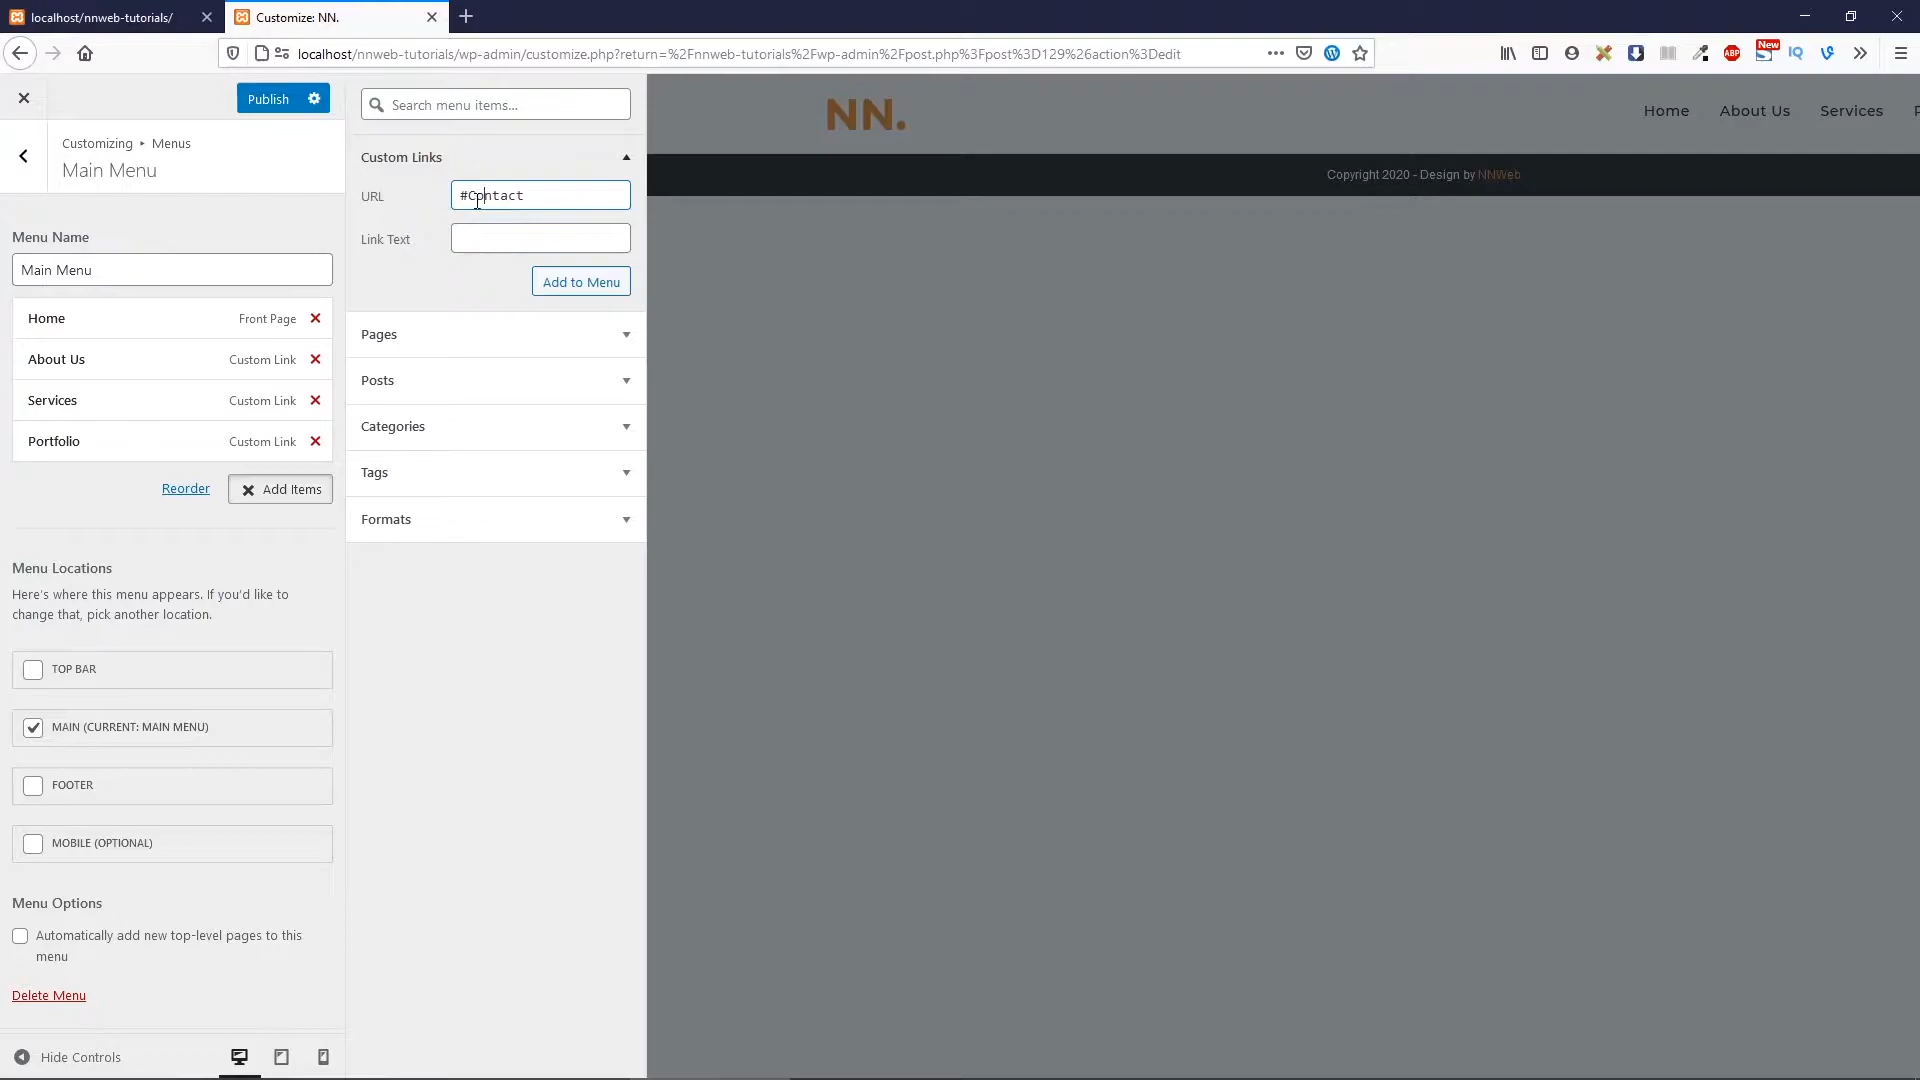 localhost/nnweb-tutorials/
Customize: NN.
localhost/nnweb-tutorials/wp-admin/customize.php?return=%2Fnnweb-tutorials%2Fwp-admin%2Fpost.php%3Fpost%3D129%26action%3Dedit
New
ABP
IQ
Publish
Customizing ▸ Menus
Main Menu
Menu Name
Main Menu
Home Front Page
About Us Custom Link
Services Custom Link
Portfolio Custom Link
Reorder
Add Items
Menu Locations
Here's where this menu appears. If you'd like to
change that, pick another location.
TOP BAR
MAIN (CURRENT: MAIN MENU)
FOOTER
MOBILE (OPTIONAL)
Menu Options
Automatically add new top-level pages to this
menu
Delete Menu
Hide Controls
Search menu items...
Custom Links
URL #Contact
Link Text
Add to Menu
Pages
Posts
Categories
Tags
Formats
NN.
Home About Us Services P
Copyright 2020 - Design by NNWeb